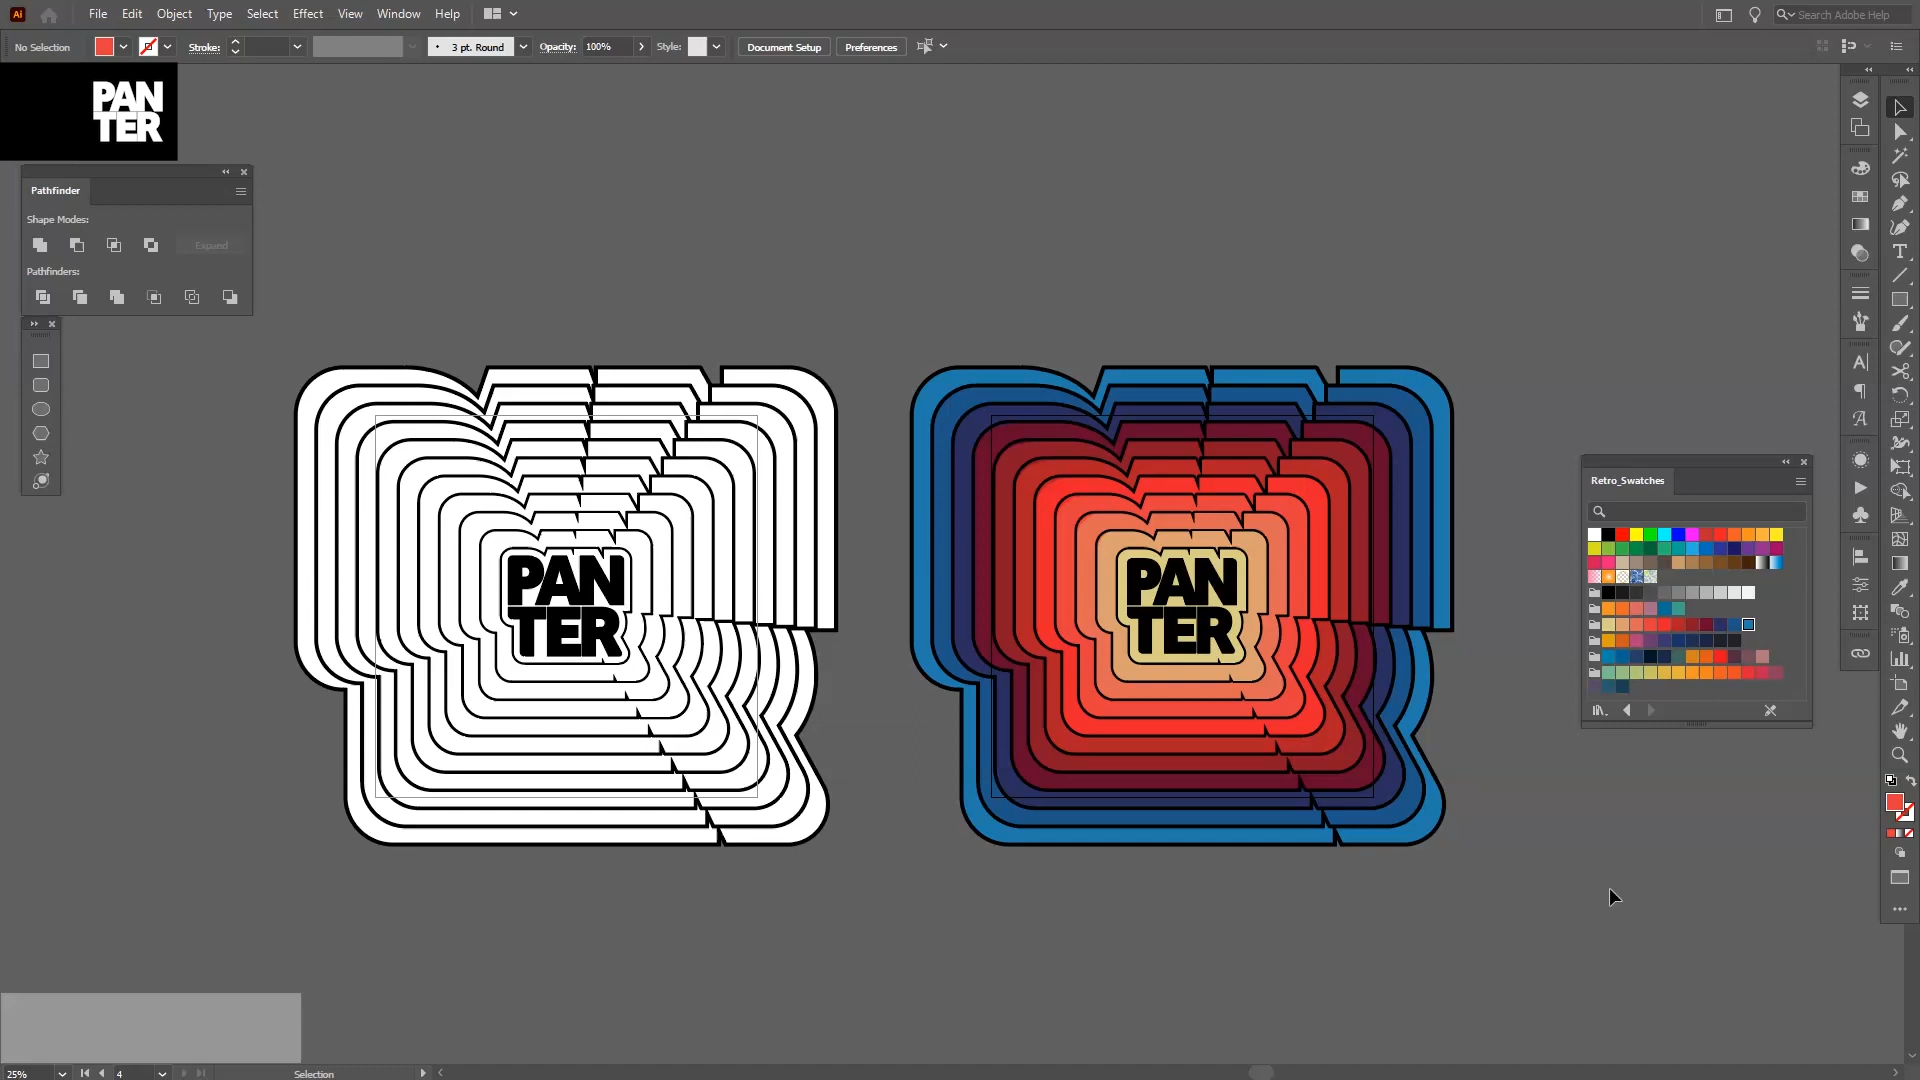 Ai File Edit Object Type Select Effect View Window Help Search Adobe Help
No Selection Stroke: 3 pt. Round Opacity: 100% Style: Document Setup Preferences
PAN
TER
Pathfinder
Shape Modes:
Expand
Pathfinders:
PAN
TER
PAN
TER
Retro_Swatches
25% 4 Selection